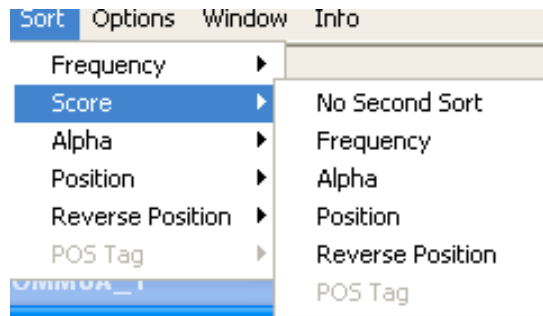 Sort Options Window Info
Frequency
Score
Alpha
Position
Reverse Position
POS Tag
No Second Sort
Frequency
Alpha
Position
Reverse Position
POS Tag